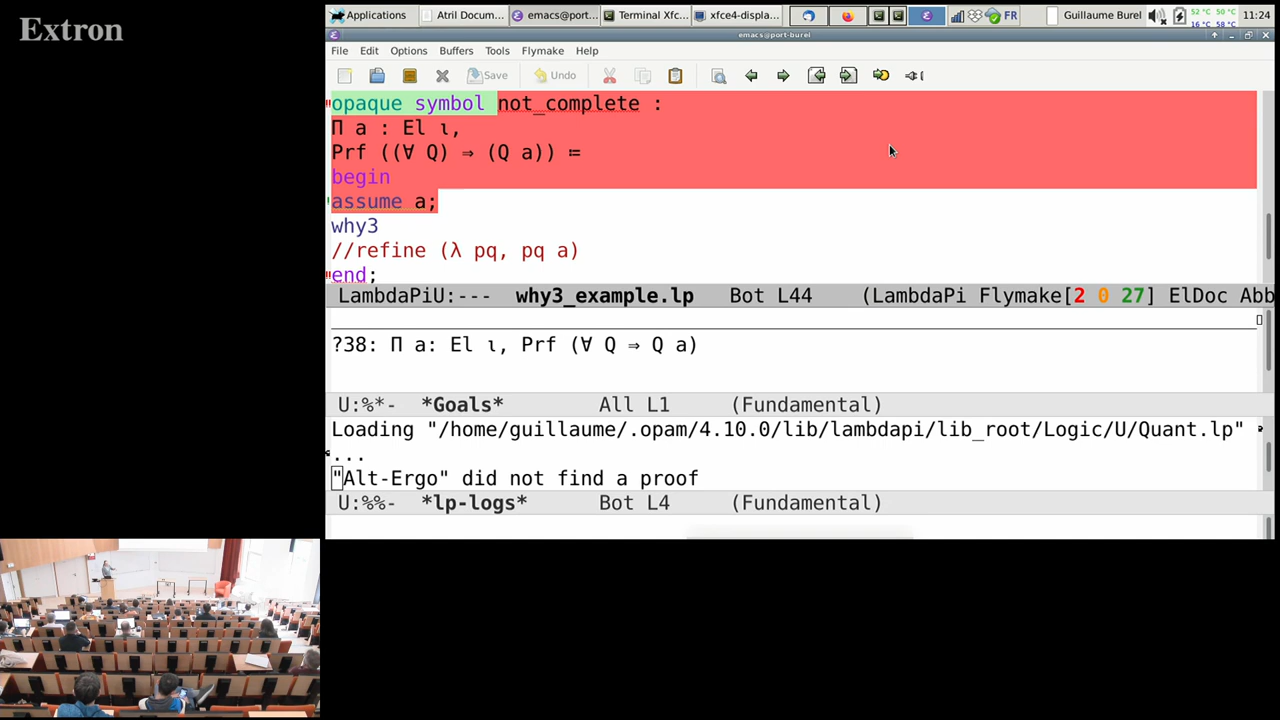 Extron
Applications
Atril Docum...
emacs@port...
Terminal Xfc...
xfce4-displa...
FR
Guillaume Burel
52 °C 50 °C
16 °C 58 °C
11:24
emacs@port-burel
File Edit Options Buffers Tools Flymake Help
Save Undo
opaque symbol not_complete :
Π a : El ι,
Prf ((∀ Q) ⇒ (Q a)) ≔
begin
assume a;
why3
//refine (λ pq, pq a)
end;
LambdaPiU:--- why3_example.lp Bot L44 (LambdaPi Flymake[2 0 27] ElDoc Abb
?38: Π a: El ι, Prf (∀ Q ⇒ Q a)
U:%*- *Goals* All L1 (Fundamental)
Loading "/home/guillaume/.opam/4.10.0/lib/lambdapi/lib_root/Logic/U/Quant.lp"
...
"Alt-Ergo" did not find a proof
U:%%- *lp-logs* Bot L4 (Fundamental)